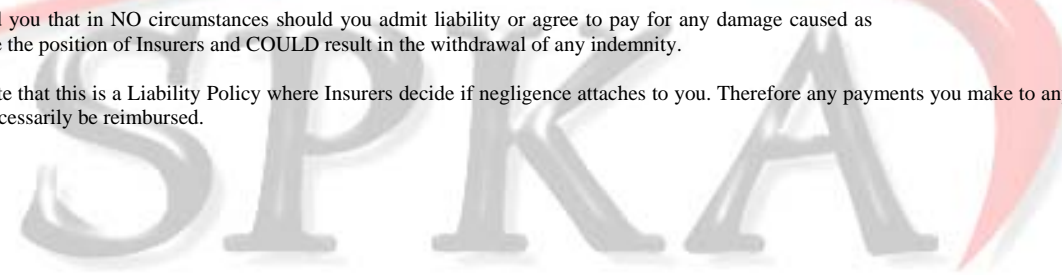 you that in NO circumstances should you admit liability or agree to pay for any damage caused as
the position of Insurers and COULD result in the withdrawal of any indemnity.
that this is a Liability Policy where Insurers decide if negligence attaches to you. Therefore any payments you make to an
be reimbursed.
SPKA